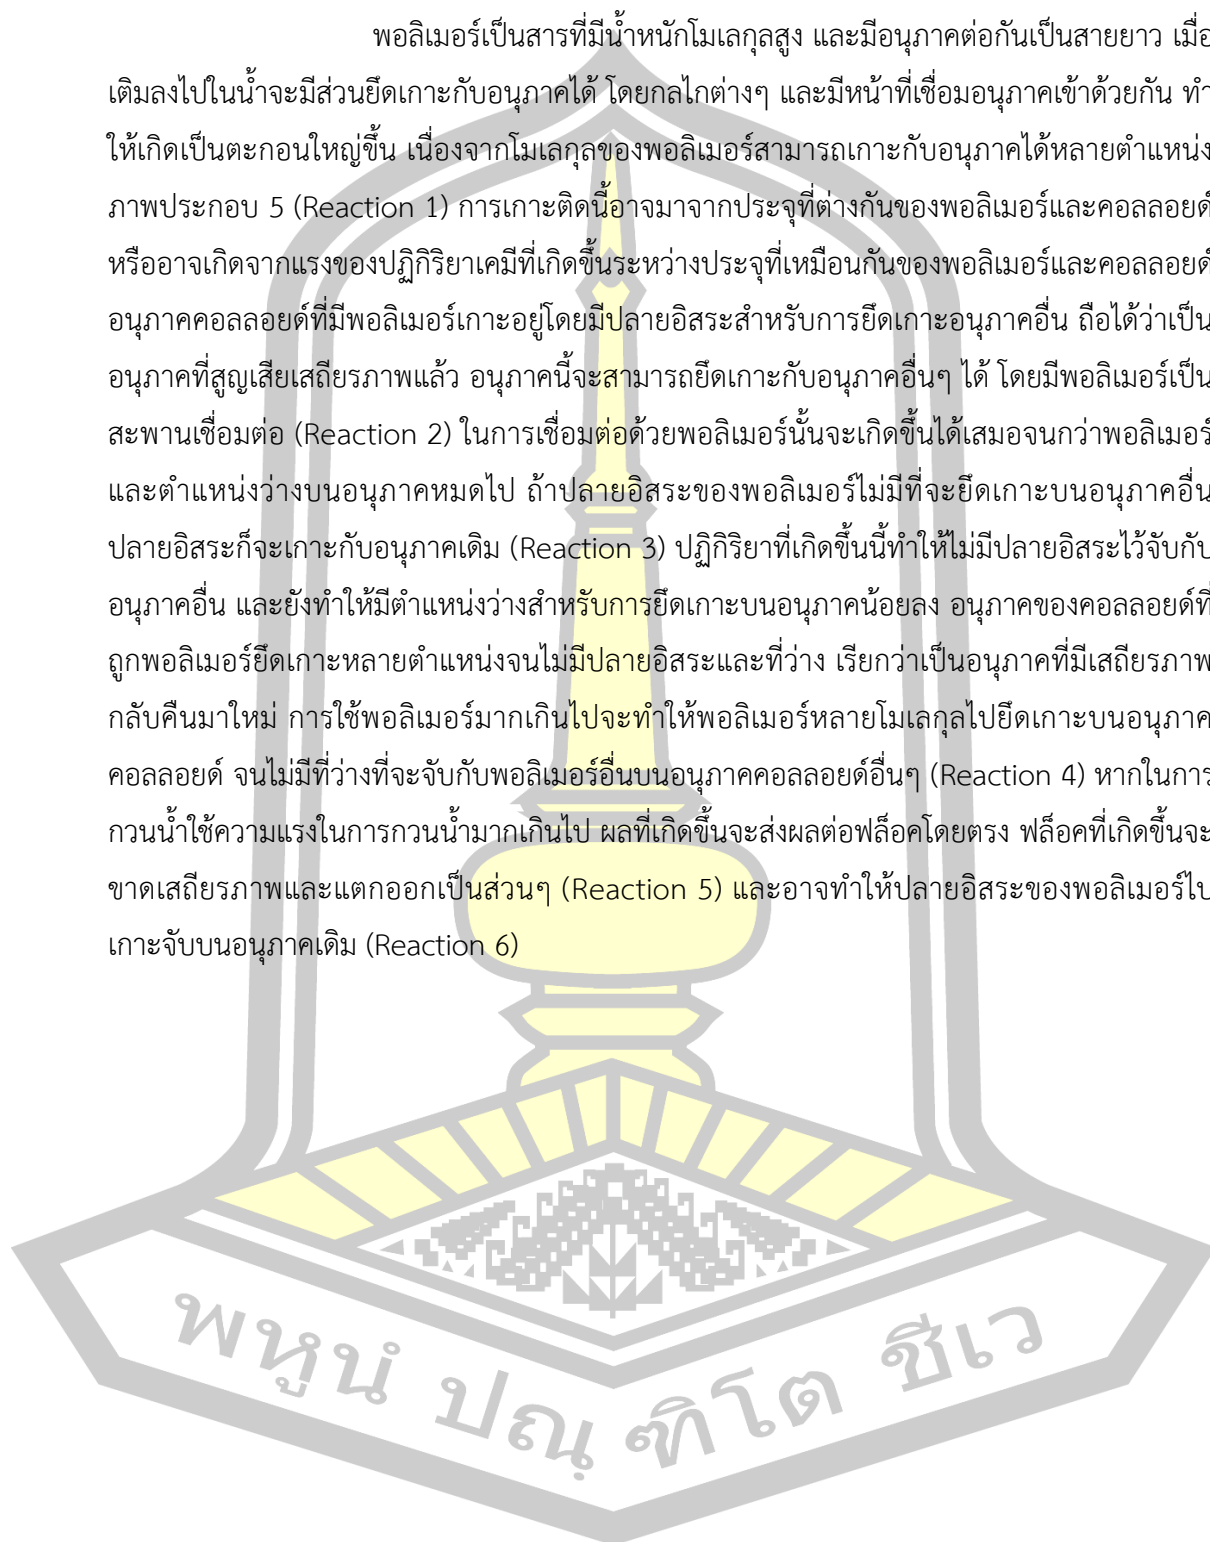 พอลิเมอร์เป็นสารที่มีน้ำหนักโมเลกุลสูง และมีอนุภาคต่อกันเป็นสายยาว เมื่อ
เติมลงไปในน้ำจะมีส่วนยึดเกาะกับอนุภาคได้ โดยกลไกต่างๆ และมีหน้าที่เชื่อมอนุภาคเข้าด้วยกัน ทำ
ให้เกิดเป็นตะกอนใหญ่ขึ้น เนื่องจากโมเลกุลของพอลิเมอร์สามารถเกาะกับอนุภาคได้หลายตำแหน่ง
ภาพประกอบ 5 (Reaction 1) การเกาะติดนี้อาจมาจากประจุที่ต่างกันของพอลิเมอร์และคอลลอยด์
หรืออาจเกิดจากแรงของปฏิกิริยาเคมีที่เกิดขึ้นระหว่างประจุที่เหมือนกันของพอลิเมอร์และคอลลอยด์
อนุภาคคอลลอยด์ที่มีพอลิเมอร์เกาะอยู่โดยมีปลายอิสระสำหรับการยึดเกาะอนุภาคอื่น ถือได้ว่าเป็น
อนุภาคที่สูญเสียเสถียรภาพแล้ว อนุภาคนี้จะสามารถยึดเกาะกับอนุภาคอื่นๆ ได้ โดยมีพอลิเมอร์เป็น
สะพานเชื่อมต่อ (Reaction 2) ในการเชื่อมต่อด้วยพอลิเมอร์นั้นจะเกิดขึ้นได้เสมอจนกว่าพอลิเมอร์
และตำแหน่งว่างบนอนุภาคหมดไป ถ้าปลายอิสระของพอลิเมอร์ไม่มีที่จะยึดเกาะบนอนุภาคอื่น
ปลายอิสระก็จะเกาะกับอนุภาคเดิม (Reaction 3) ปฏิกิริยาที่เกิดขึ้นนี้ทำให้ไม่มีปลายอิสระไว้จับกับ
อนุภาคอื่น และยังทำให้มีตำแหน่งว่างสำหรับการยึดเกาะบนอนุภาคน้อยลง อนุภาคของคอลลอยด์ที่
ถูกพอลิเมอร์ยึดเกาะหลายตำแหน่งจนไม่มีปลายอิสระและที่ว่าง เรียกว่าเป็นอนุภาคที่มีเสถียรภาพ
กลับคืนมาใหม่ การใช้พอลิเมอร์มากเกินไปจะทำให้พอลิเมอร์หลายโมเลกุลไปยึดเกาะบนอนุภาค
คอลลอยด์ จนไม่มีที่ว่างที่จะจับกับพอลิเมอร์อื่นบนอนุภาคคอลลอยด์อื่นๆ (Reaction 4) หากในการ
กวนน้ำใช้ความแรงในการกวนน้ำมากเกินไป ผลที่เกิดขึ้นจะส่งผลต่อฟล็อคโดยตรง ฟล็อคที่เกิดขึ้นจะ
ขาดเสถียรภาพและแตกออกเป็นส่วนๆ (Reaction 5) และอาจทำให้ปลายอิสระของพอลิเมอร์ไป
เกาะจับบนอนุภาคเดิม (Reaction 6)
พหูนํ ปณฺฑิโต ชีเว